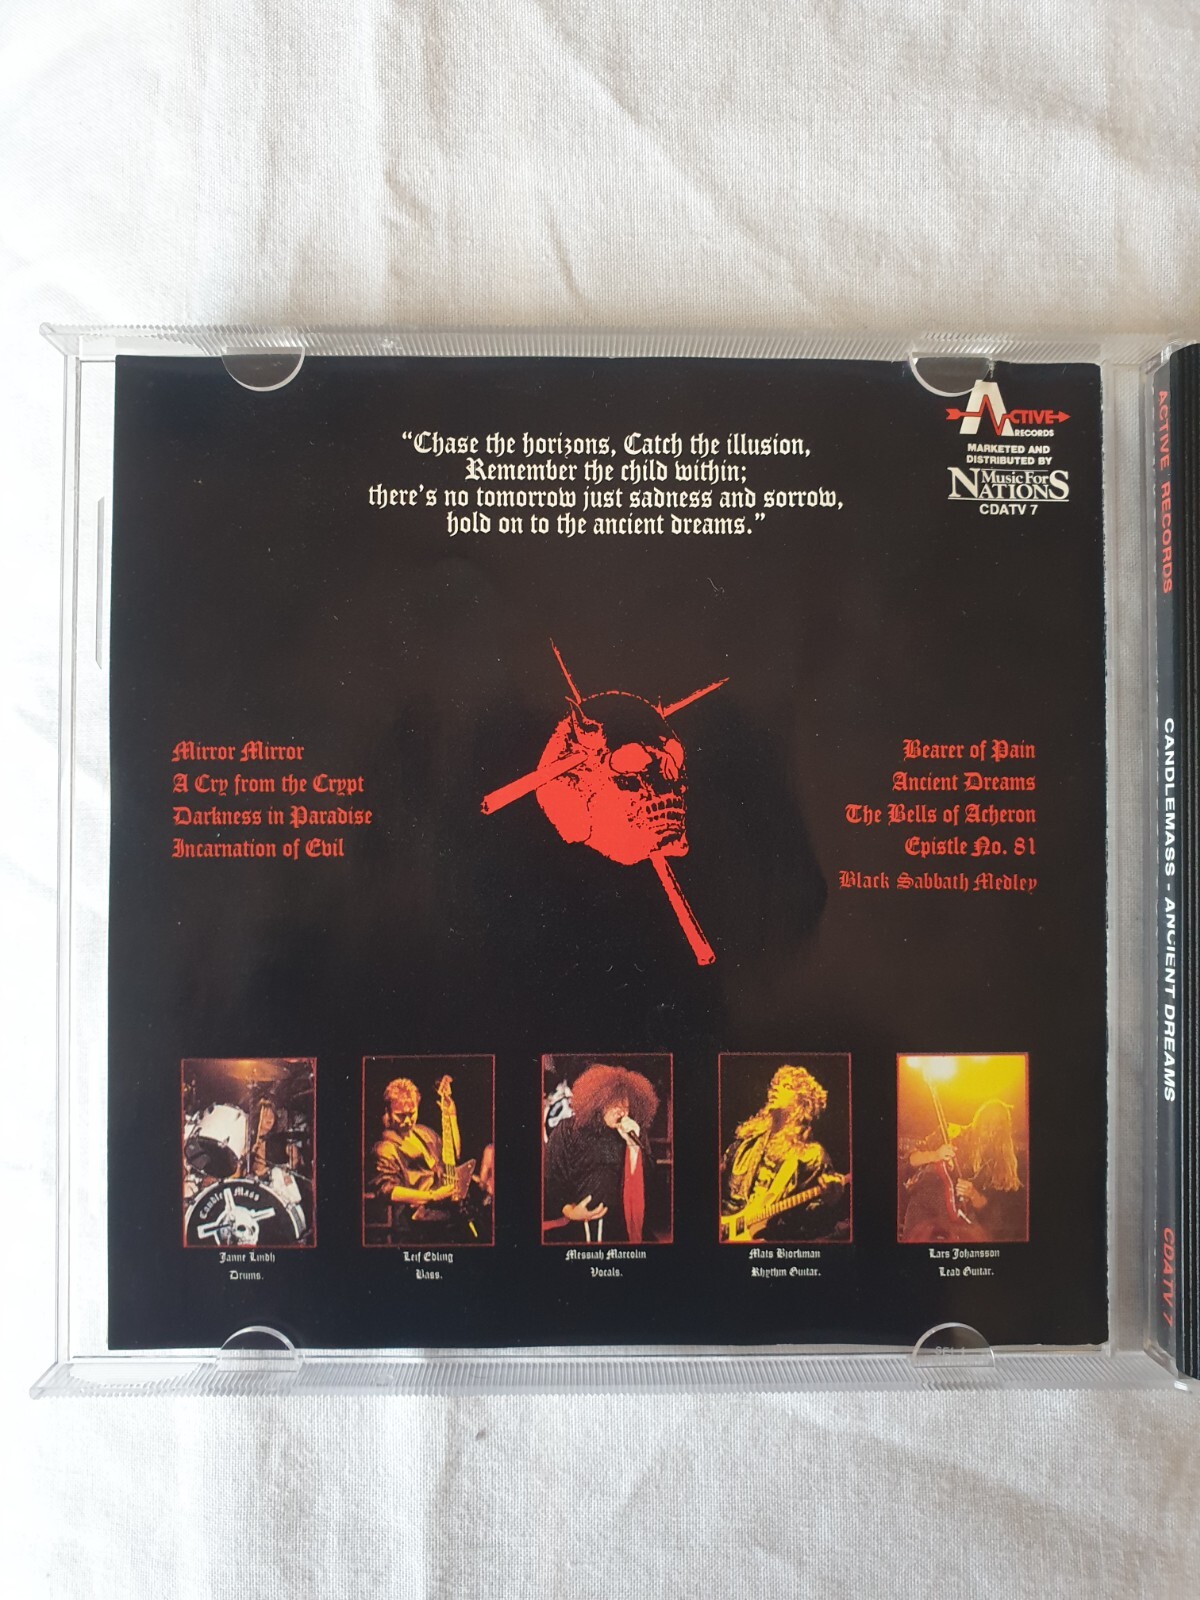 "Chase the horizons, Catch the illusion,
Remember the child within;
there's no tomorrow just sadness and sorrow,
hold on to the ancient dreams."
ACTIVE
RECORDS
MARKETED AND
DISTRIBUTED BY
Music For
NATIONS
CDATV 7
Mirror Mirror
A Cry from the Crypt
Darkness in Paradise
Incarnation of Evil
Bearer of Pain
Ancient Dreams
The Bells of Acheron
Epistle No. 81
Black Sabbath Medley
Candle Mass
Janne Lindh
Drums.
Leif Edling
Bass.
Messiah Marcolin
Vocals.
Mats Bjorkman
Rhythm Guitar.
Lars Johansson
Lead Guitar.
ACTIVE RECORDS
CANDLEMASS - ANCIENT DREAMS
CDATV 7